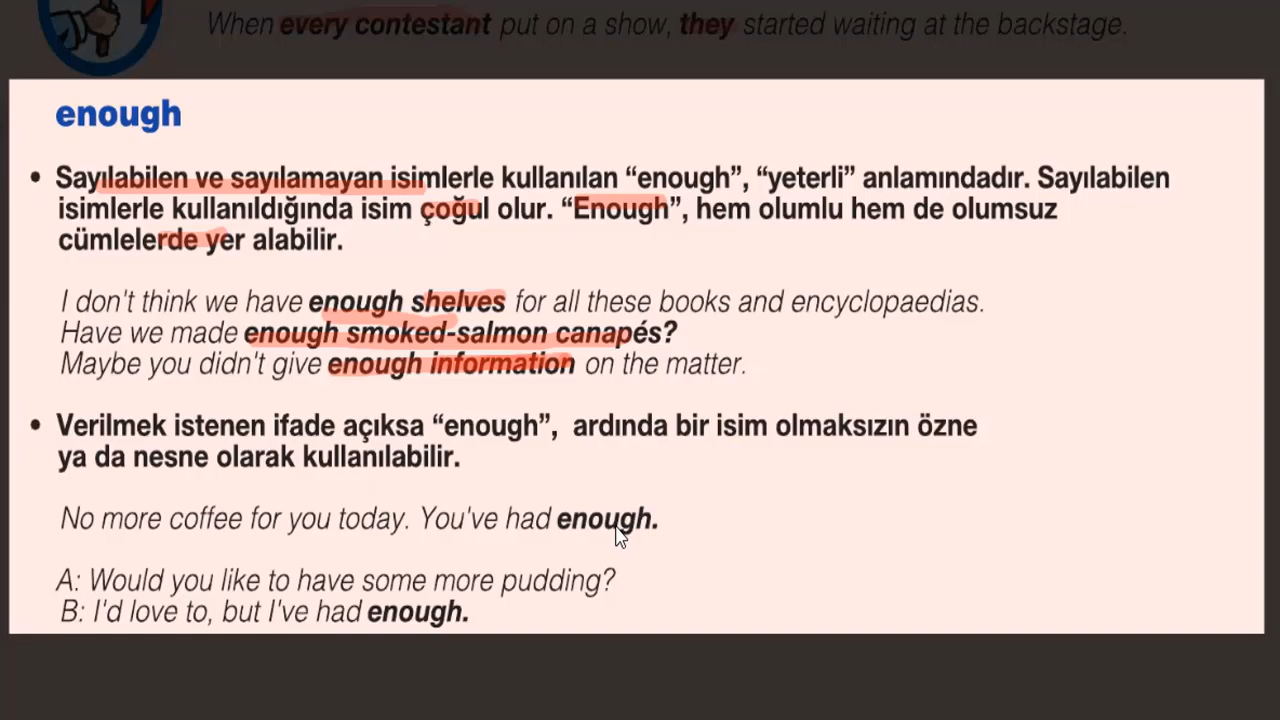 When every contestant put on a show, they started waiting at the backstage.
enough
• Sayılabilen ve sayılamayan isimlerle kullanılan “enough”, “yeterli” anlamındadır. Sayılabilen
isimlerle kullanıldığında isim çoğul olur. “Enough”, hem olumlu hem de olumsuz
cümlelerde yer alabilir.
I don't think we have enough shelves for all these books and encyclopaedias.
Have we made enough smoked-salmon canapés?
Maybe you didn't give enough information on the matter.
• Verilmek istenen ifade açıksa “enough”, ardında bir isim olmaksızın özne
ya da nesne olarak kullanılabilir.
No more coffee for you today. You've had enough.
A: Would you like to have some more pudding?
B: I'd love to, but I've had enough.